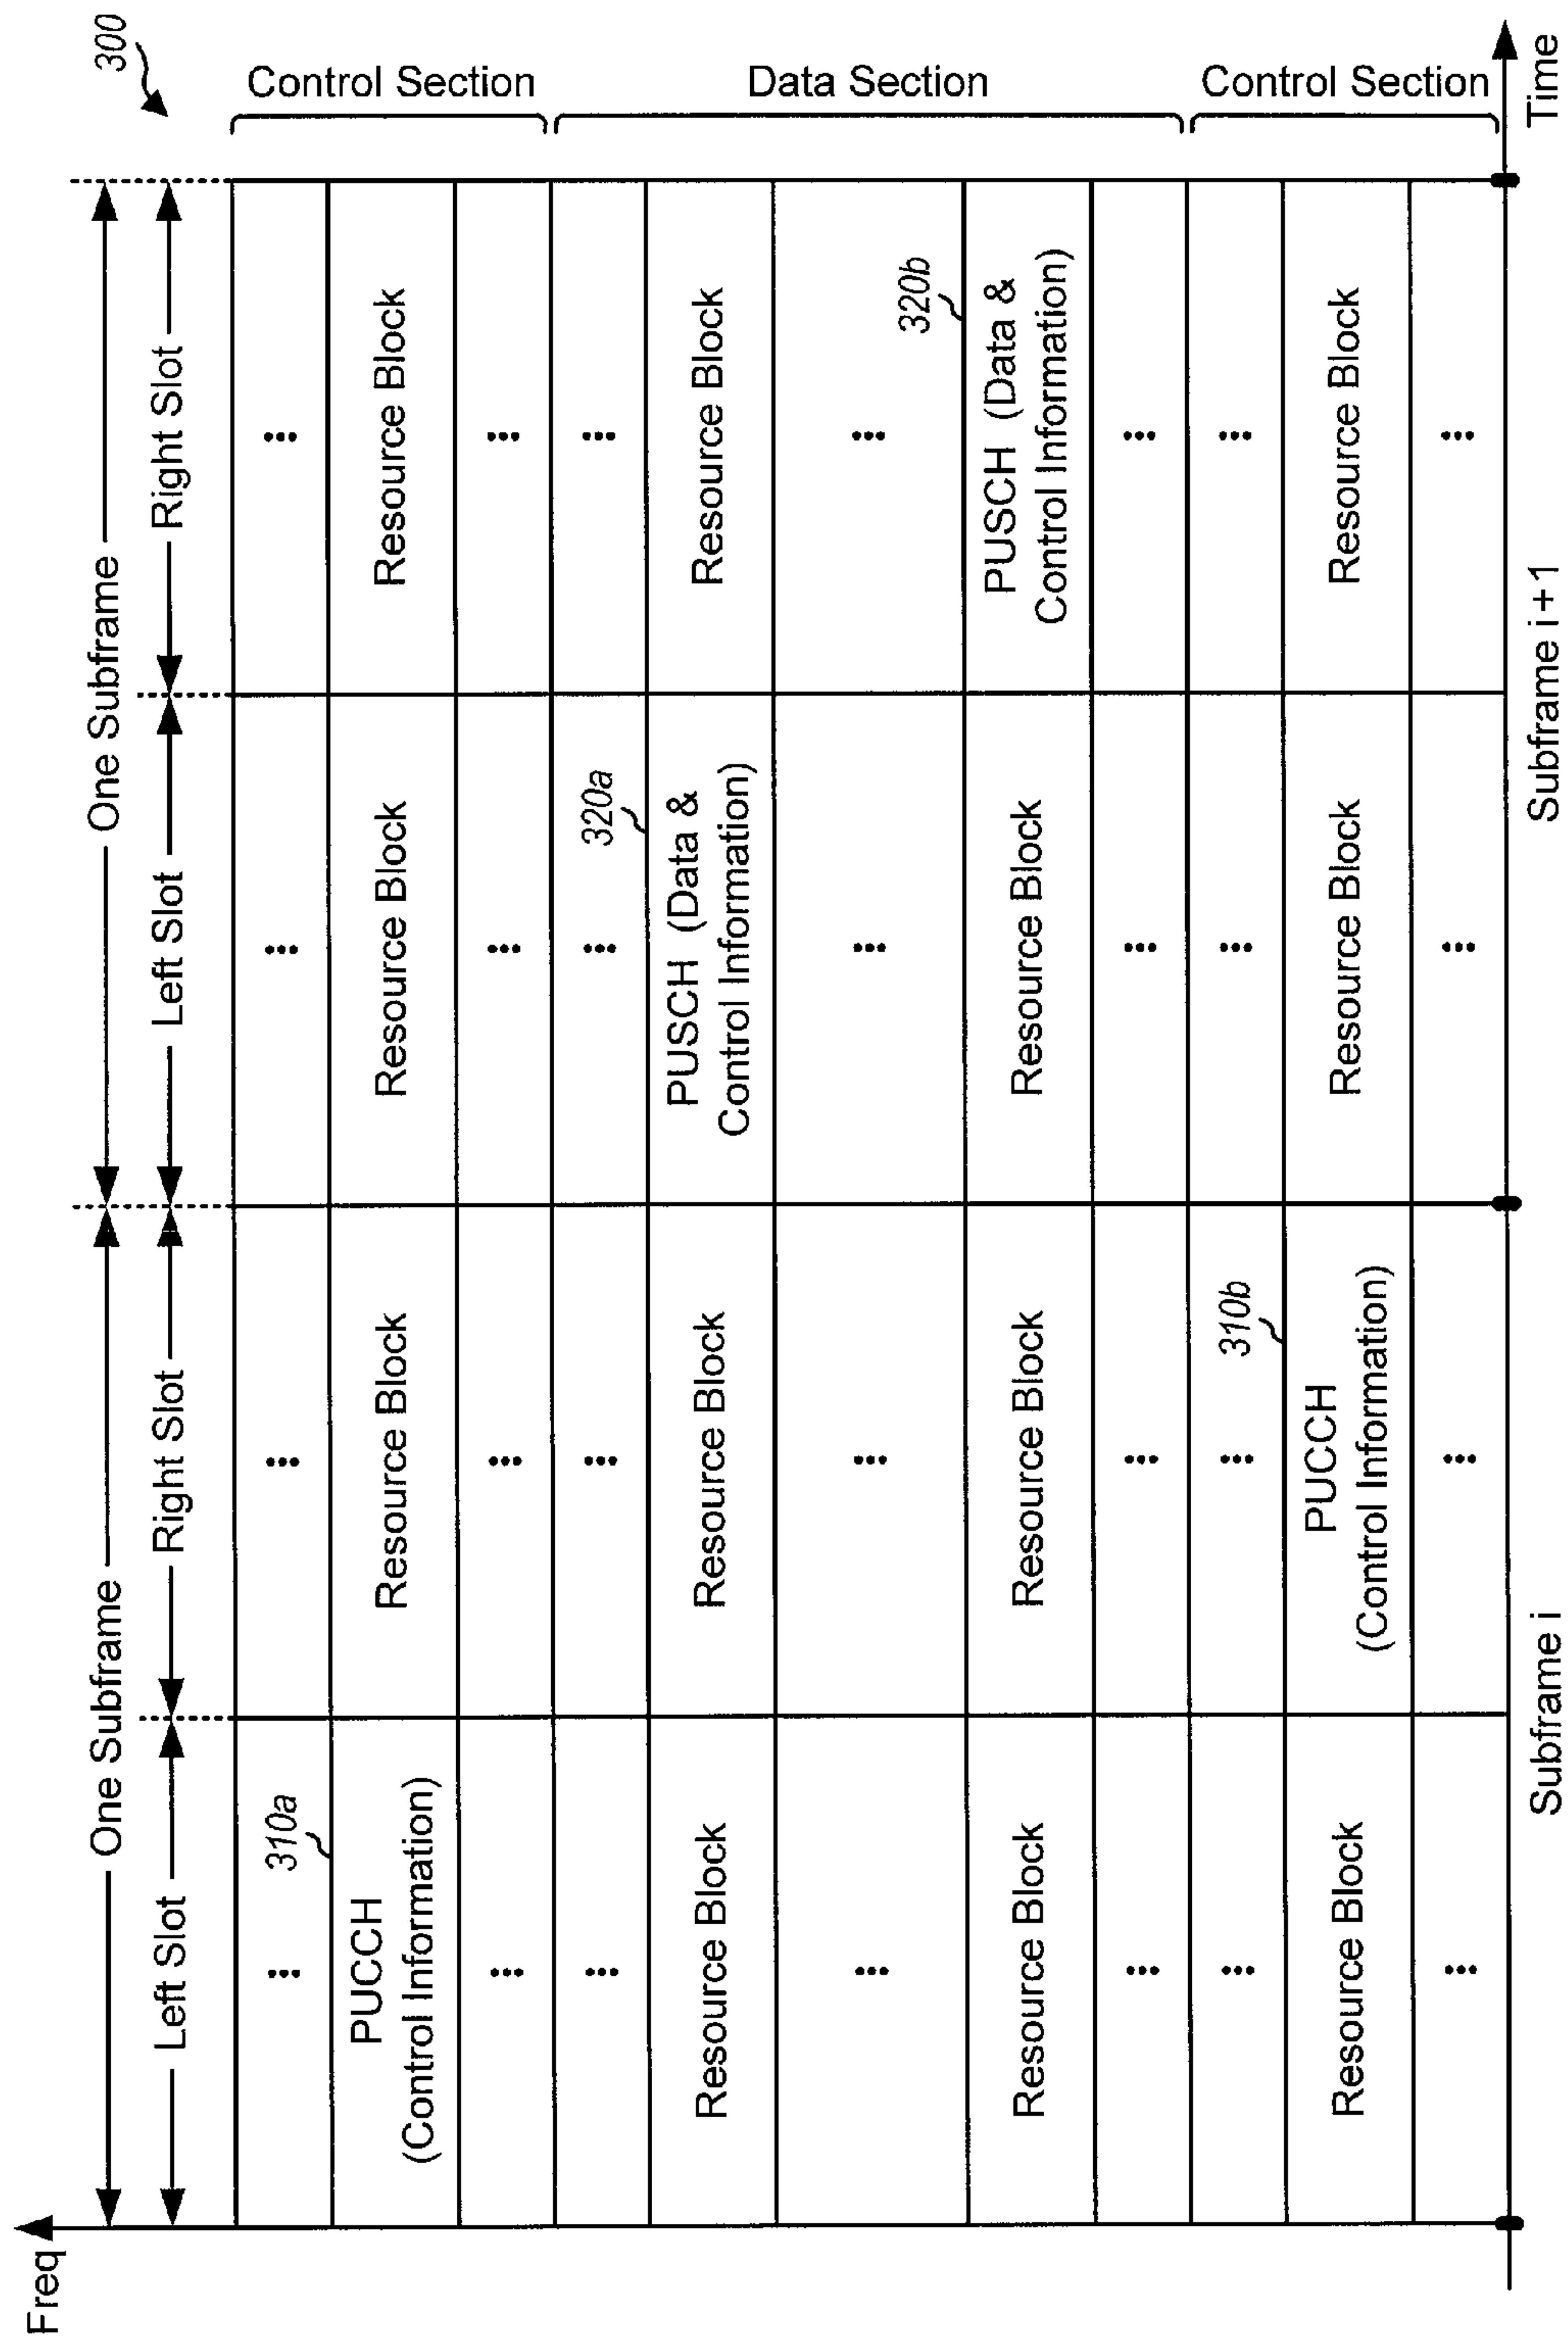 300
One Subframe
One Subframe
Left Slot
Right Slot
Left Slot
Right Slot
Freq
...
310a
...
...
...
Control Section
PUCCH
(Control Information)
Resource Block
Resource Block
Resource Block
...
...
...
...
...
...
320a
...
...
Data Section
Resource Block
Resource Block
PUSCH (Data &
Control Information)
Resource Block
...
...
...
...
320b
Resource Block
Resource Block
Resource Block
PUSCH (Data &
Control Information)
...
...
...
...
...
...
310b
...
...
Control Section
Resource Block
PUCCH
(Control Information)
Resource Block
Resource Block
...
...
...
...
Subframe i
Subframe i + 1
Time